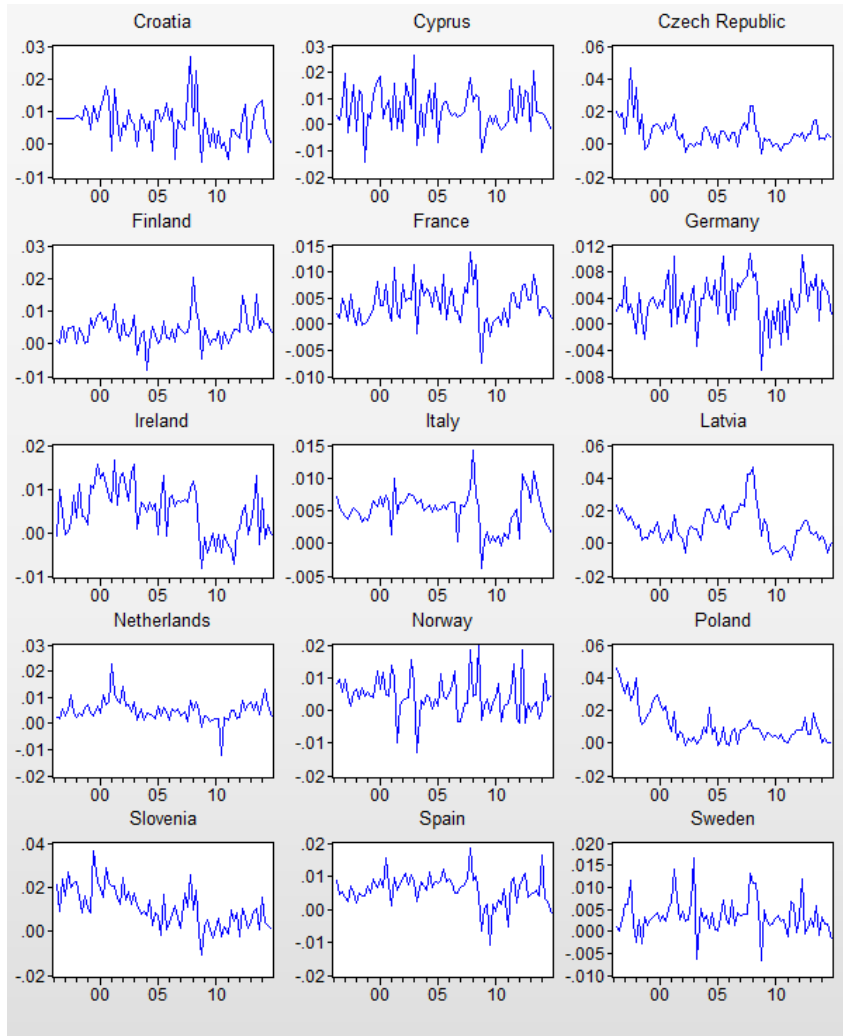 Croatia
.03
.02
.01
.00
-.01
00 05 10
Cyprus
.03
.02
.01
.00
-.01
-.02
00 05 10
Czech Republic
.06
.04
.02
.00
-.02
00 05 10
Finland
.03
.02
.01
.00
-.01
00 05 10
France
.015
.010
.005
.000
-.005
-.010
00 05 10
Germany
.012
.008
.004
.000
-.004
-.008
00 05 10
Ireland
.02
.01
.00
-.01
00 05 10
Italy
.015
.010
.005
.000
-.005
00 05 10
Latvia
.06
.04
.02
.00
-.02
00 05 10
Netherlands
.03
.02
.01
.00
-.01
-.02
00 05 10
Norway
.02
.01
.00
-.01
-.02
00 05 10
Poland
.06
.04
.02
.00
-.02
00 05 10
Slovenia
.04
.02
.00
-.02
00 05 10
Spain
.02
.01
.00
-.01
-.02
00 05 10
Sweden
.020
.015
.010
.005
.000
-.005
-.010
00 05 10